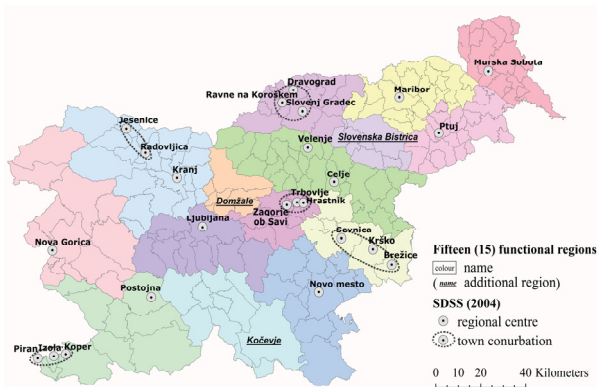 Murska Sobota
Dravograd
Ravne na Koroškem
Slovenj Gradec
Maribor
Jesenice
Radovljica
Velenje
Slovenska Bistrica
Ptuj
Kranj
Celje
Domžale
Trbovlje
Hrastnik
Zagorje
ob Savi
Ljubljana
Sevnica
Krško
Brežice
Nova Gorica
Postojna
Novo mesto
Kočevje
Piran Izola Koper
Fifteen (15) functional regions
colour name
( name additional region)
SDSS (2004)
regional centre
town conurbation
0 10 20 40 Kilometers